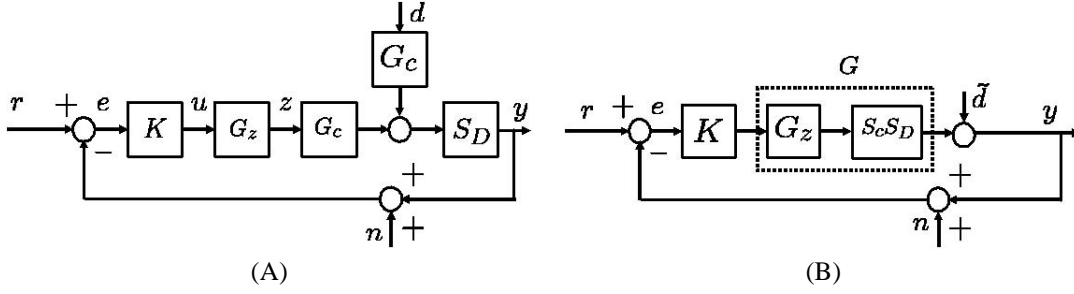 d
G_c
r + e K u G_z z G_c S_D y
−
+
n +
(A)
G
r + e K G_z S_cS_D d̃ y
−
+
n +
(B)